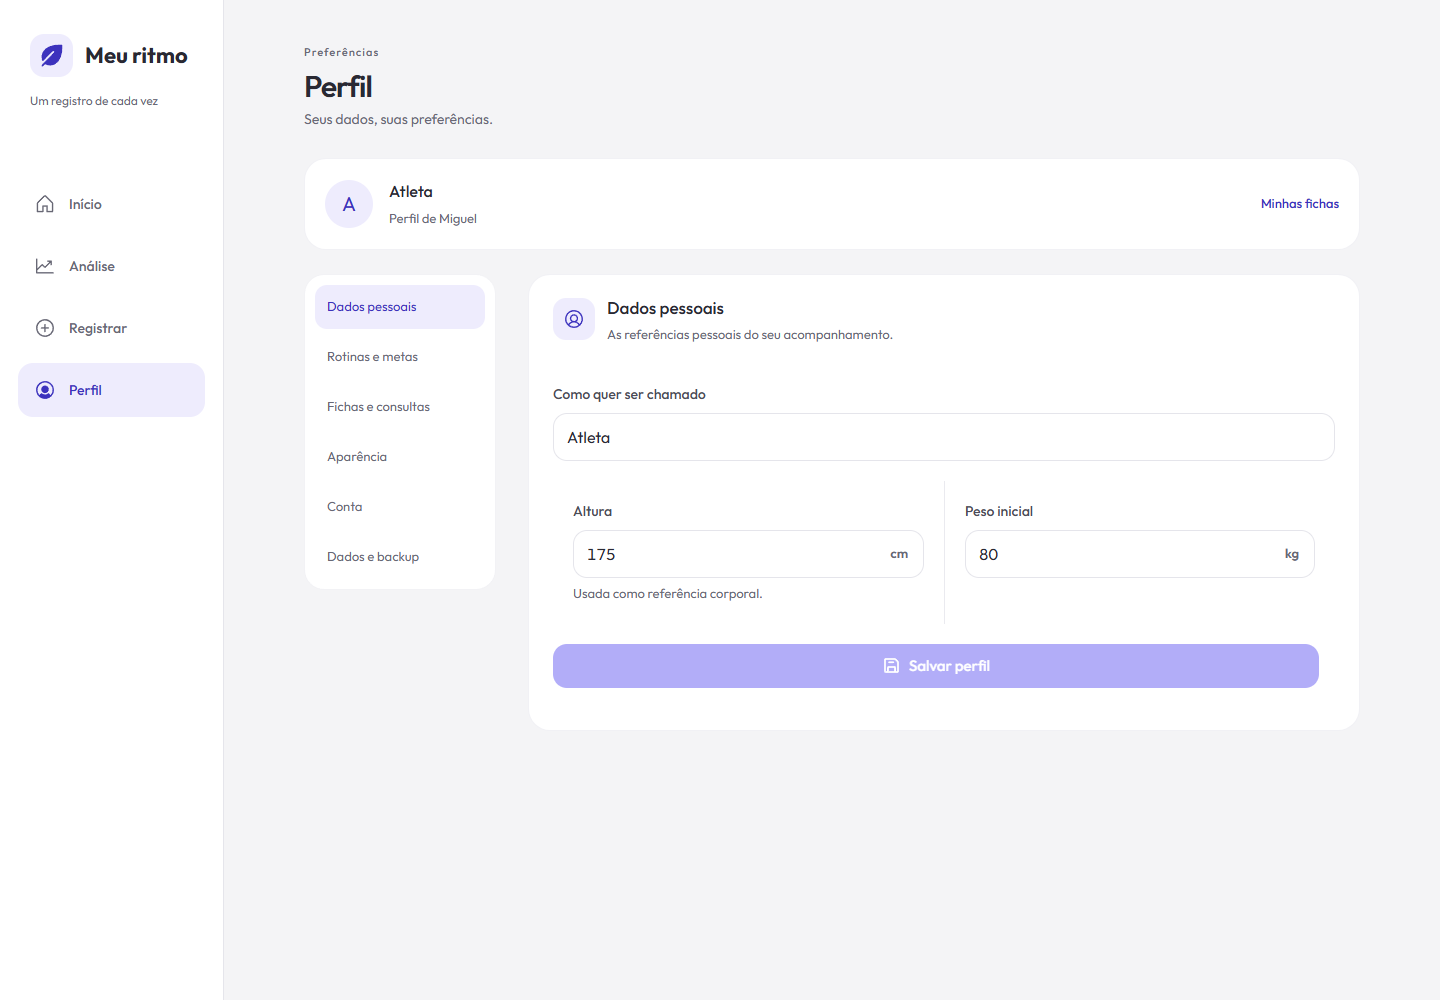 Meu ritmo
Um registro de cada vez
Início
Análise
Registrar
Perfil
Preferências
Perfil
Seus dados, suas preferências.
A
Atleta
Perfil de Miguel
Minhas fichas
Dados pessoais
Rotinas e metas
Fichas e consultas
Aparência
Conta
Dados e backup
Dados pessoais
As referências pessoais do seu acompanhamento.
Como quer ser chamado
Atleta
Altura
175 cm
Usada como referência corporal.
Peso inicial
80 kg
Salvar perfil